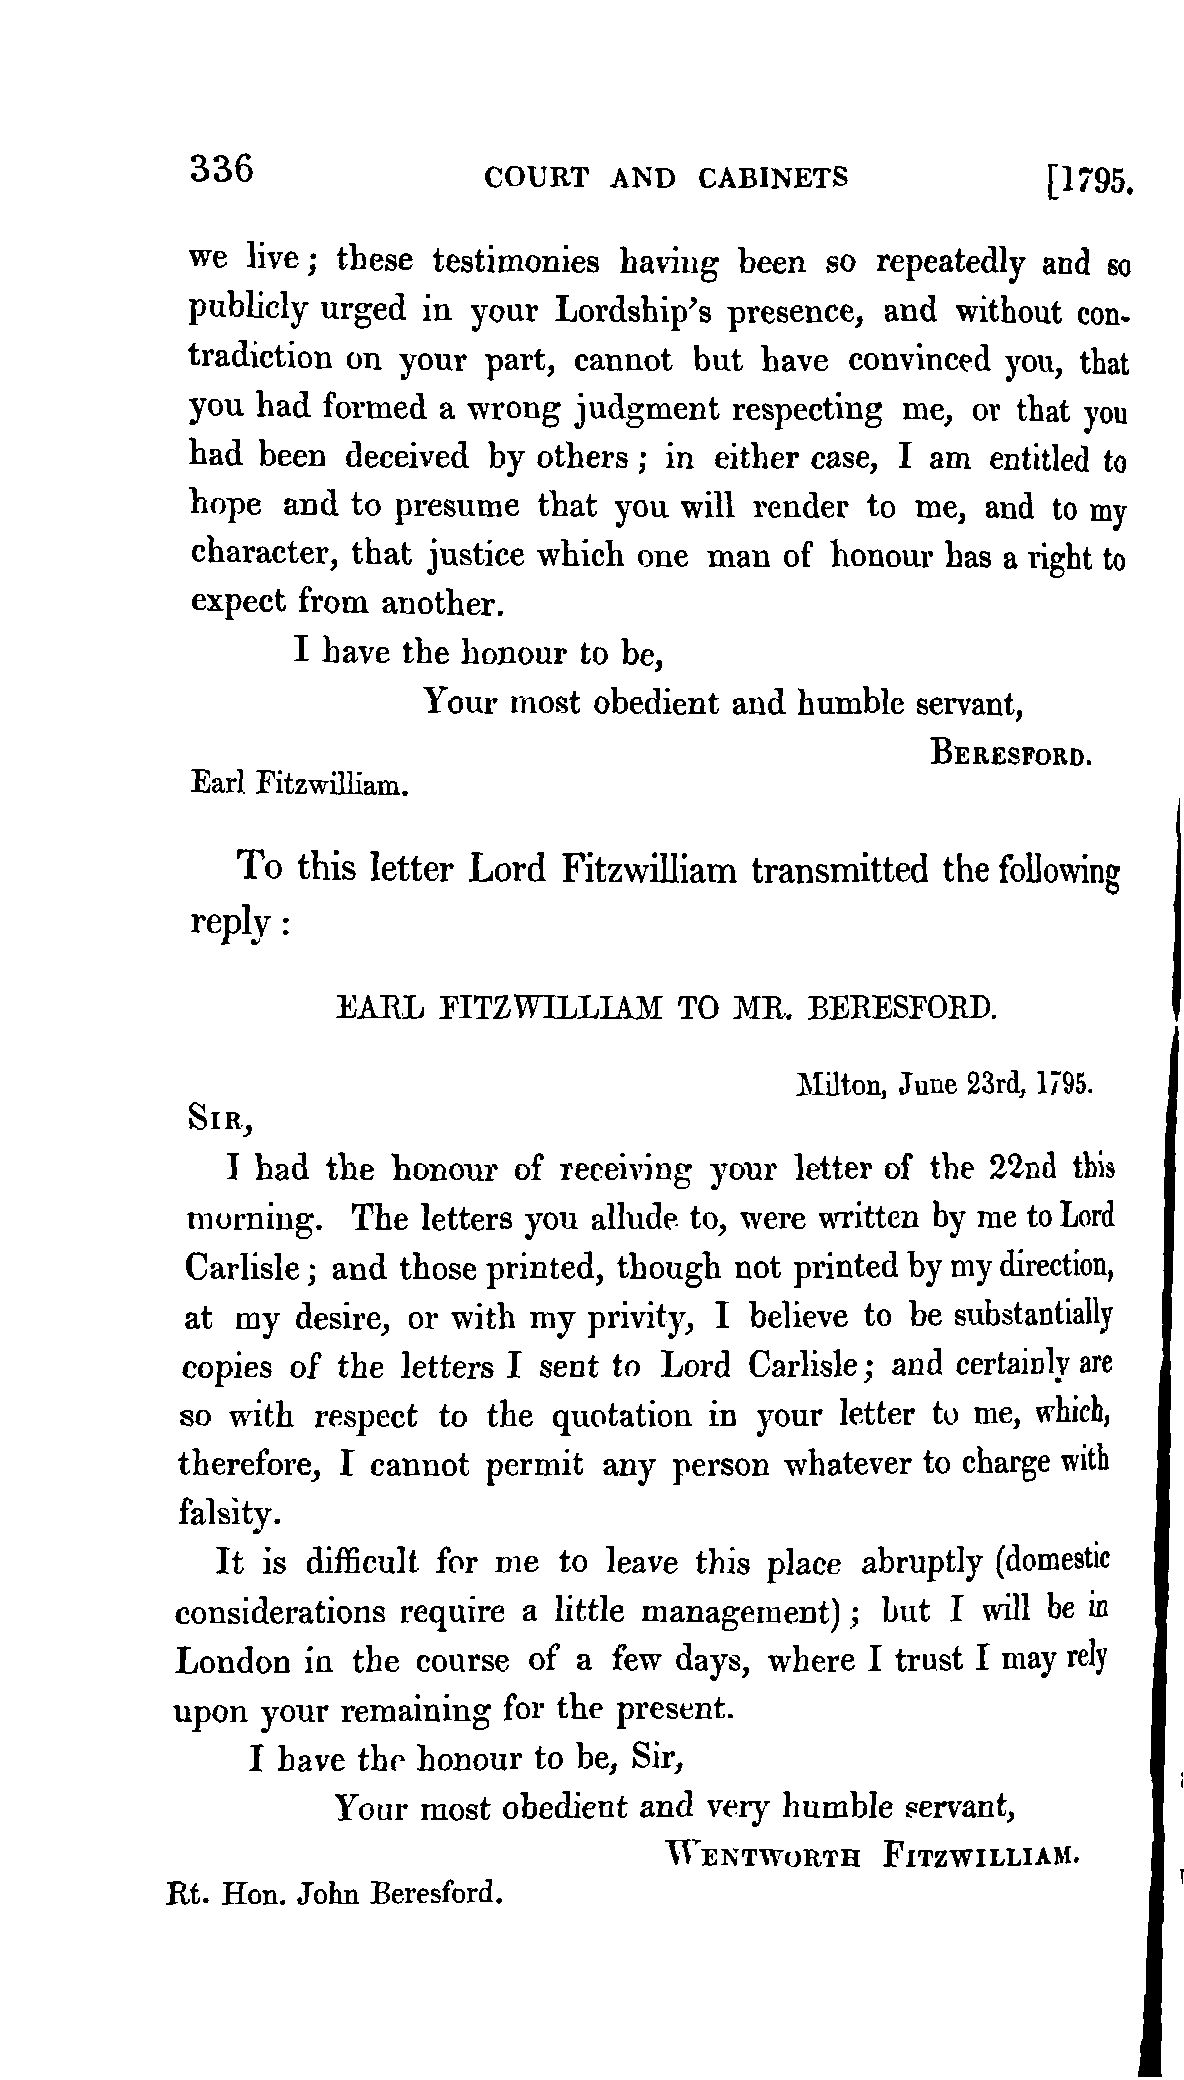 336 COURT AND CABINETS [1795.
we live ; these testimonies having been so repeatedly and so
publicly urged in your Lordship's presence, and without con-
tradiction on your part, cannot but have convinced you, that
you had formed a wrong judgment respecting me, or that you
had been deceived by others ; in either case, I am entitled to
hope and to presume that you will render to me, and to my
character, that justice which one man of honour has a right to
expect from another.
I have the honour to be,
Your most obedient and humble servant,
BERESFORD.
Earl Fitzwilliam.
To this letter Lord Fitzwilliam transmitted the following
reply :
EARL FITZWILLIAM TO MR. BERESFORD.
Milton, June 23rd, 1795.
SIR,
I had the honour of receiving your letter of the 22nd this
morning. The letters you allude to, were written by me to Lord
Carlisle ; and those printed, though not printed by my direction,
at my desire, or with my privity, I believe to be substantially
copies of the letters I sent to Lord Carlisle ; and certainly are
so with respect to the quotation in your letter to me, which,
therefore, I cannot permit any person whatever to charge with
falsity.
It is difficult for me to leave this place abruptly (domestic
considerations require a little management) ; but I will be in
London in the course of a few days, where I trust I may rely
upon your remaining for the present.
I have the honour to be, Sir,
Your most obedient and very humble servant,
WENTWORTH FITZWILLIAM.
Rt. Hon. John Beresford.